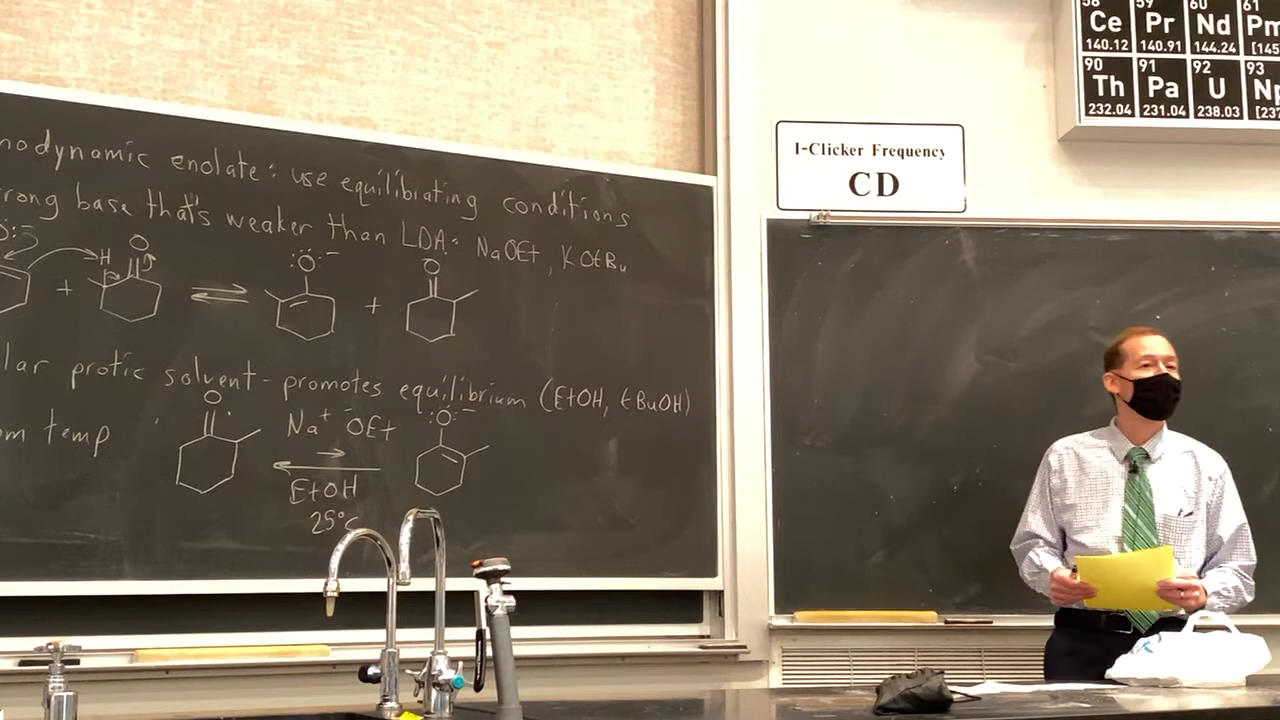 nodynamic enolate: use equilibrating conditions
rong base that's weaker than LDA: NaOEt, KOtBu
H O O O
+ +
lar protic solvent - promotes equilibrium (EtOH, tBuOH)
om temp
O Na+ -OEt :O:-
EtOH
25°C
I-Clicker Frequency
CD
58 59 60 61
Ce Pr Nd Pm
140.12 140.91 144.24 [145
90 91 92 93
Th Pa U Np
232.04 231.04 238.03 [237